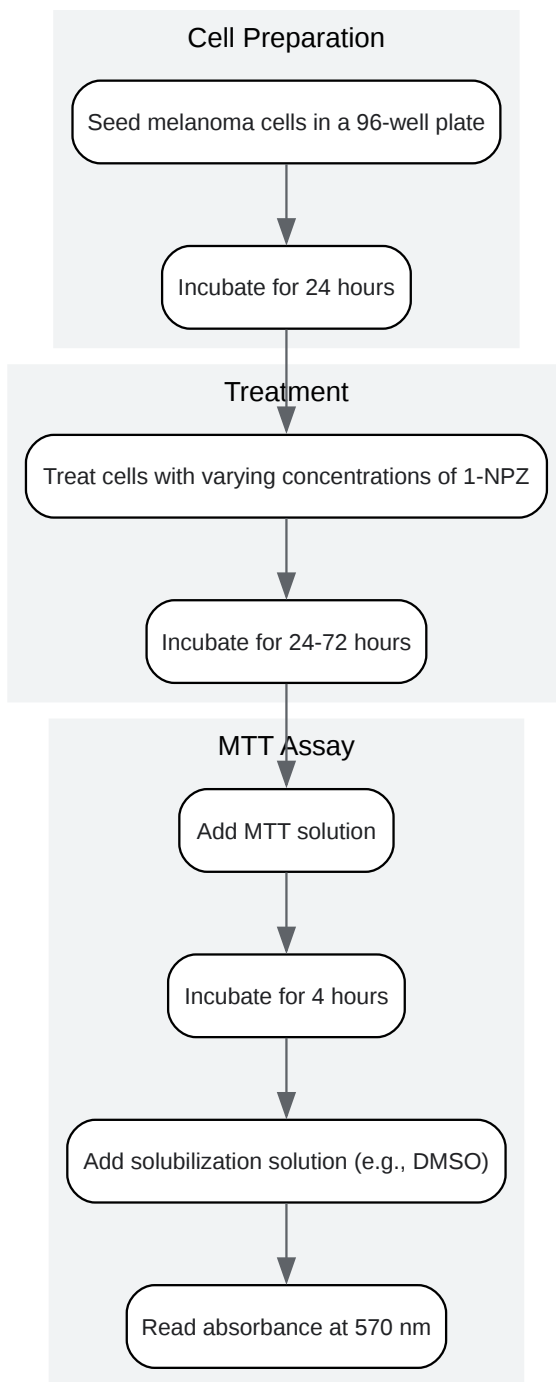 Cell Preparation
Seed melanoma cells in a 96-well plate
Incubate for 24 hours
Treatment
Treat cells with varying concentrations of 1-NPZ
Incubate for 24-72 hours
MTT Assay
Add MTT solution
Incubate for 4 hours
Add solubilization solution (e.g., DMSO)
Read absorbance at 570 nm